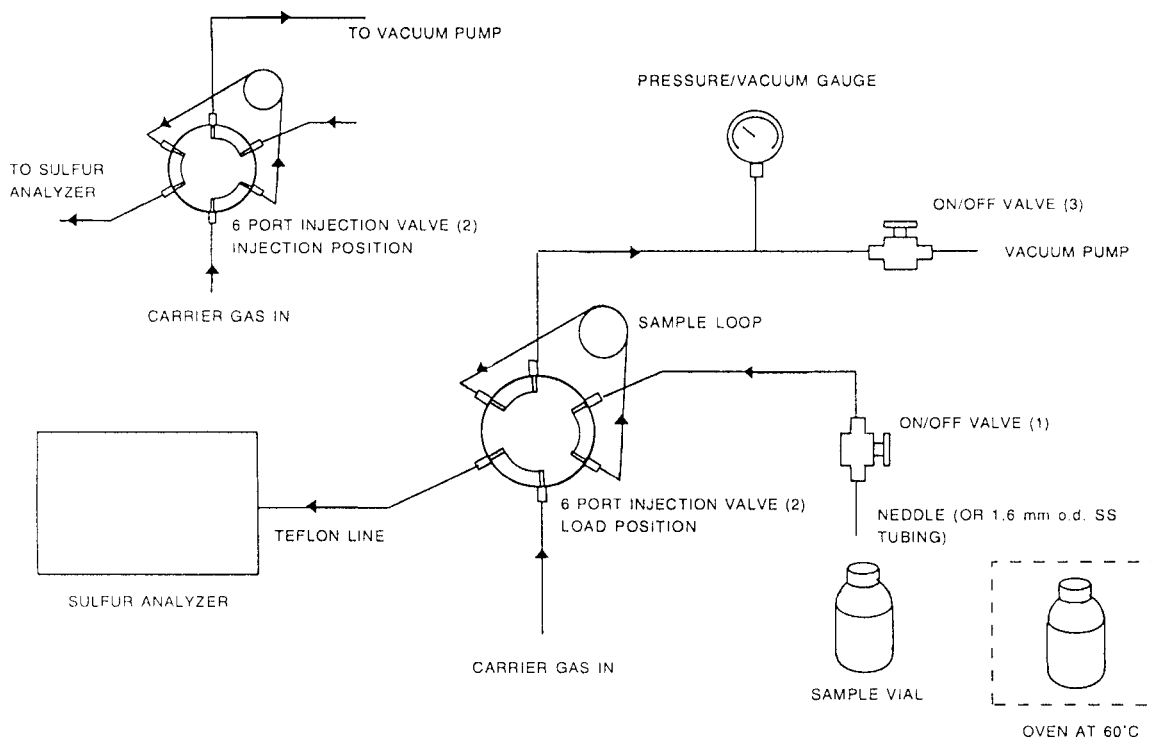 TO VACUUM PUMP
PRESSURE/VACUUM GAUGE
TO SULFUR
ANALYZER
6 PORT INJECTION VALVE (2)
INJECTION POSITION
ON/OFF VALVE (3)
VACUUM PUMP
CARRIER GAS IN
SAMPLE LOOP
ON/OFF VALVE (1)
6 PORT INJECTION VALVE (2)
LOAD POSITION
NEDDLE (OR 1.6 mm o.d. SS
TUBING)
TEFLON LINE
SULFUR ANALYZER
CARRIER GAS IN
SAMPLE VIAL
OVEN AT 60°C